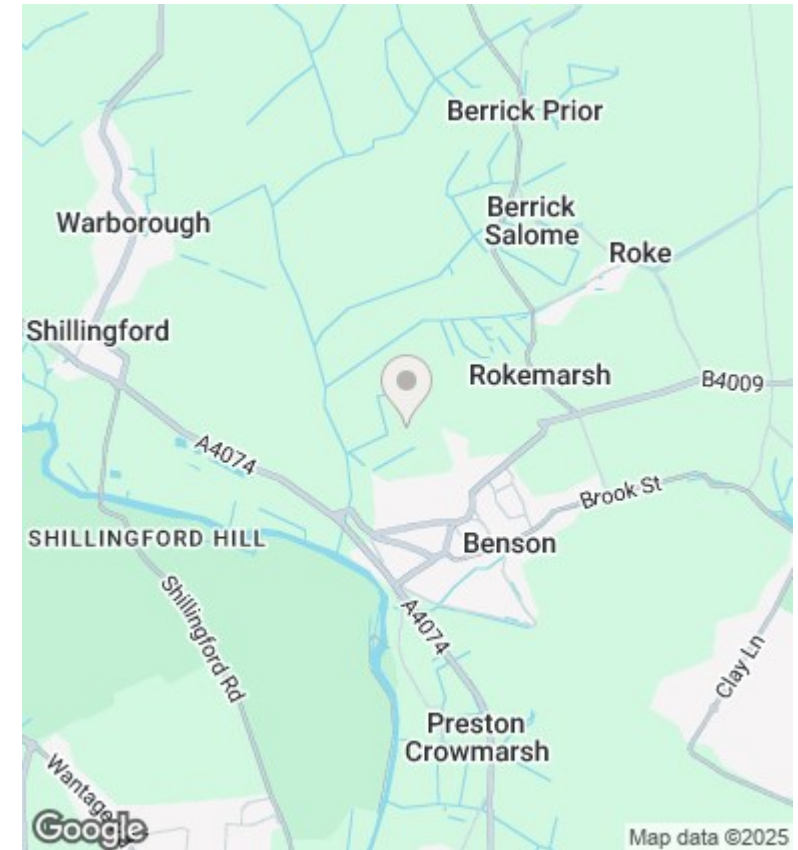 Berrick Prior
Berrick
Salome
Warborough
Roke
Shillingford
Rokemarsh
B4009
A4074
Brook St
SHILLINGFORD HILL
Benson
Shillingford Rd
A4074
Clay Ln
Preston
Crowmarsh
Wantage
Google
Map data ©2025